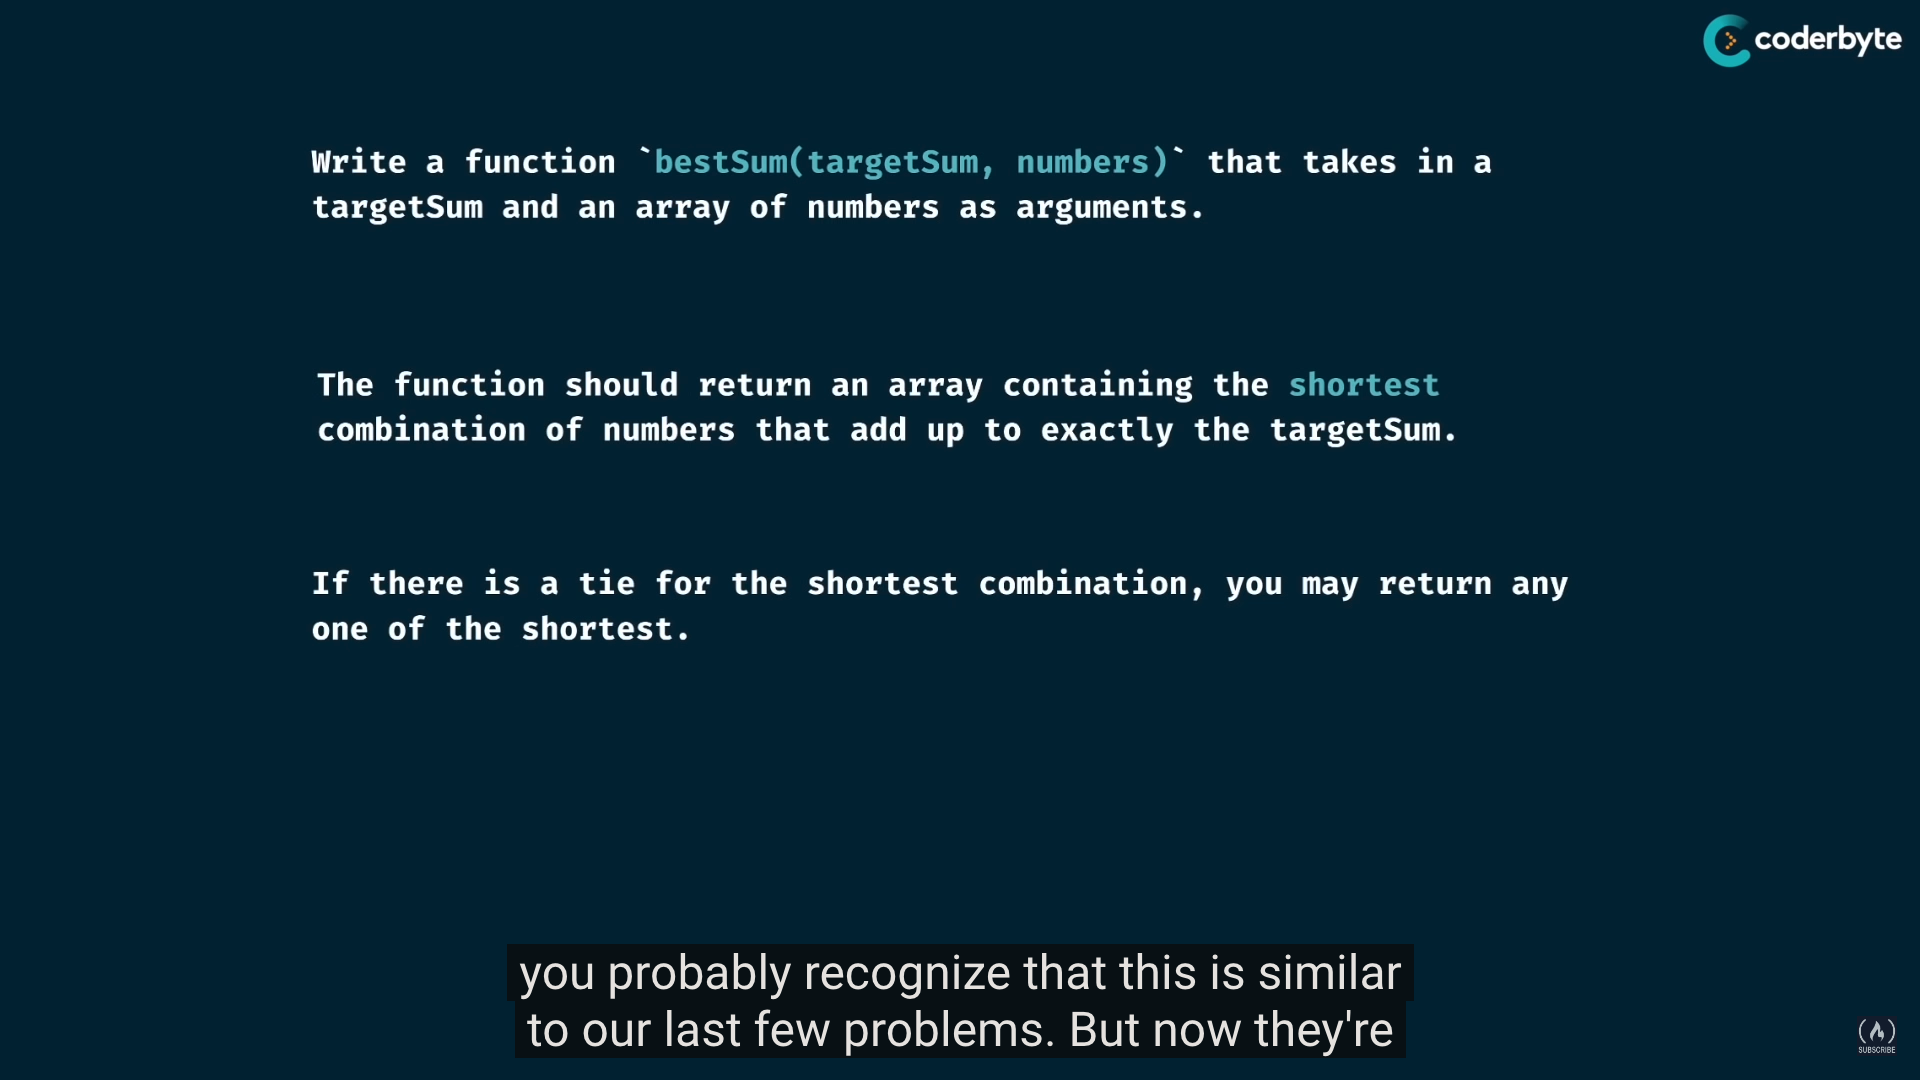 coderbyte
Write a function `bestSum(targetSum, numbers)` that takes in a
targetSum and an array of numbers as arguments.
The function should return an array containing the shortest
combination of numbers that add up to exactly the targetSum.
If there is a tie for the shortest combination, you may return any
one of the shortest.
you probably recognize that this is similar
to our last few problems. But now they're
SUBSCRIBE